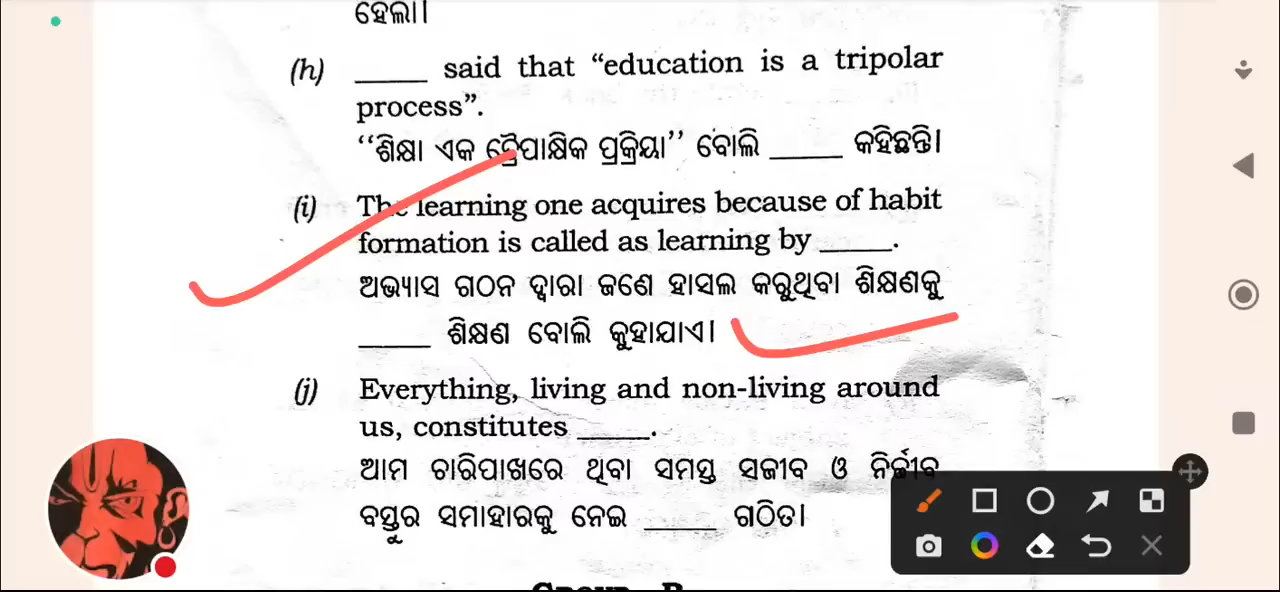 ହେଲା।
(h) _____ said that “education is a tripolar
process”.
‘‘ଶିକ୍ଷା ଏକ ତ୍ରୈପାକ୍ଷିକ ପ୍ରକ୍ରିୟା’’ ବୋଲି _____ କହିଛନ୍ତି।
(i) The learning one acquires because of habit
formation is called as learning by _____.
ଅଭ୍ୟାସ ଗଠନ ଦ୍ୱାରା ଜଣେ ହାସଲ କରୁଥିବା ଶିକ୍ଷଣକୁ
_____ ଶିକ୍ଷଣ ବୋଲି କୁହାଯାଏ।
(j) Everything, living and non-living around
us, constitutes _____.
ଆମ ଚାରିପାଖରେ ଥିବା ସମସ୍ତ ସଜୀବ ଓ ନିର୍ଜୀବ
ବସ୍ତୁର ସମାହାରକୁ ନେଇ _____ ଗଠିତ।